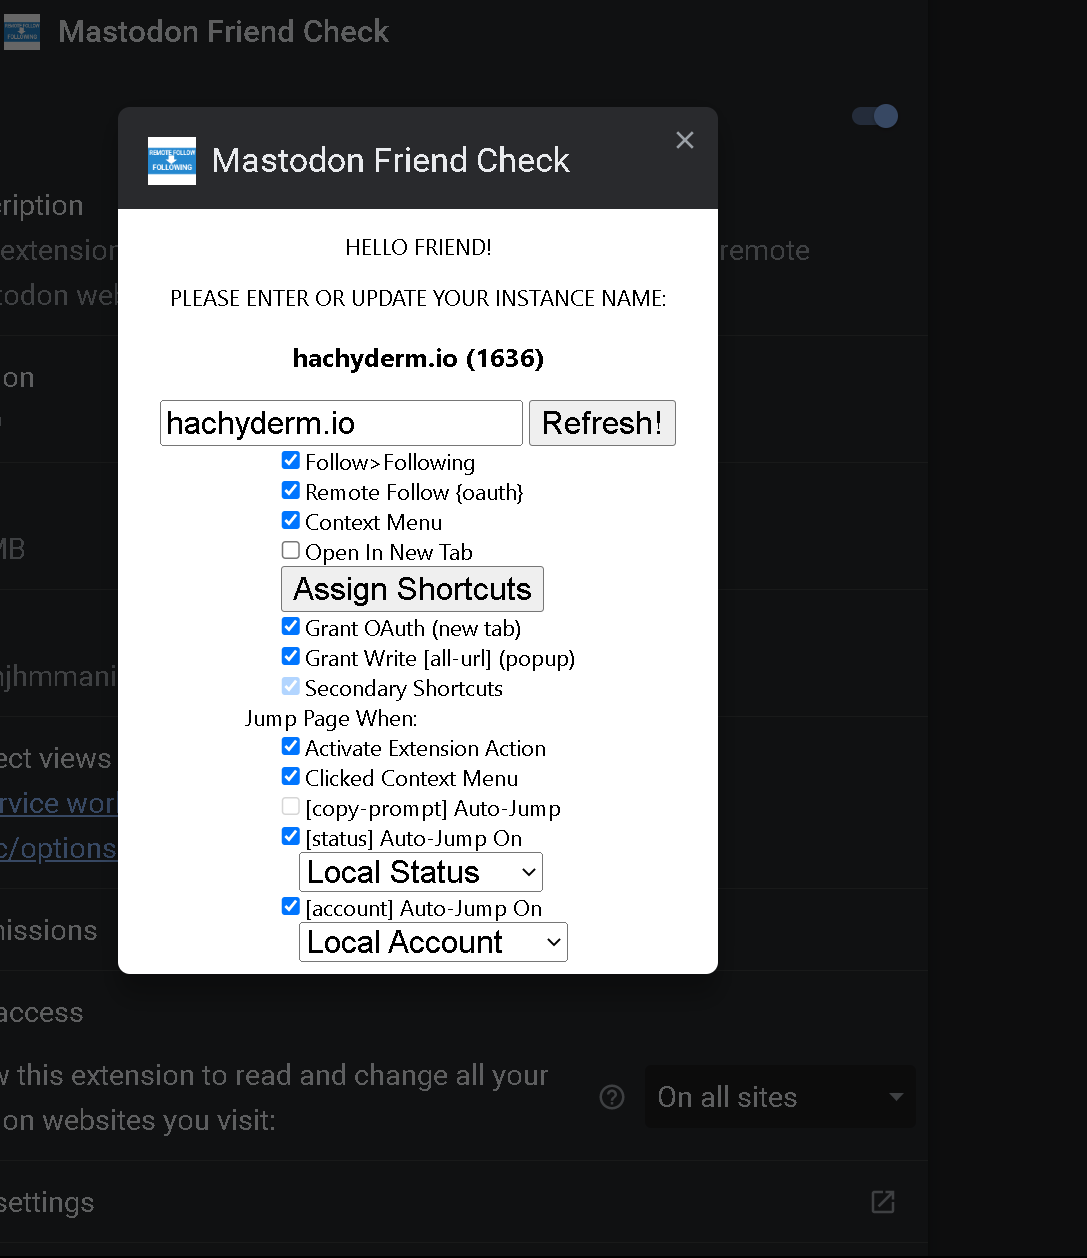 Mastodon Friend Check
REMOTE FOLLOW
FOLLOWING
Mastodon Friend Check
HELLO FRIEND!
PLEASE ENTER OR UPDATE YOUR INSTANCE NAME:
hachyderm.io (1636)
hachyderm.io Refresh!
Follow>Following
Remote Follow {oauth}
Context Menu
Open In New Tab
Assign Shortcuts
Grant OAuth (new tab)
Grant Write [all-url] (popup)
Secondary Shortcuts
Jump Page When:
Activate Extension Action
Clicked Context Menu
[copy-prompt] Auto-Jump
[status] Auto-Jump On
Local Status
[account] Auto-Jump On
Local Account
ription
extension remote
todon we
on
MB
jhmmani
ect views
rvice wor
c/options
issions
access
w this extension to read and change all your
on websites you visit:
On all sites
settings